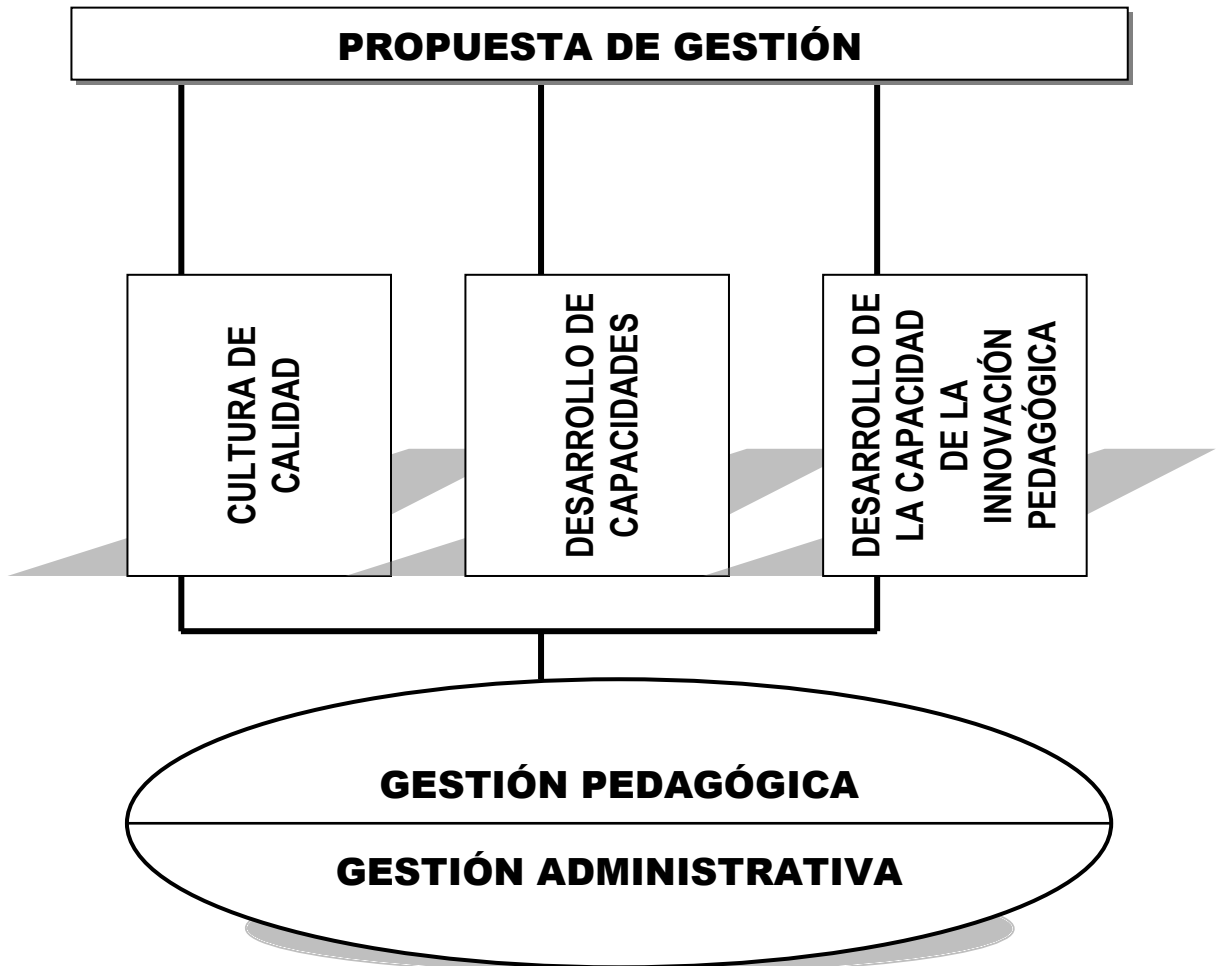 PROPUESTA DE GESTIÓN
CULTURA DE
CALIDAD
DESARROLLO DE
CAPACIDADES
DESARROLLO DE
LA CAPACIDAD
DE LA
INNOVACIÓN
PEDAGÓGICA
GESTIÓN PEDAGÓGICA
GESTIÓN ADMINISTRATIVA